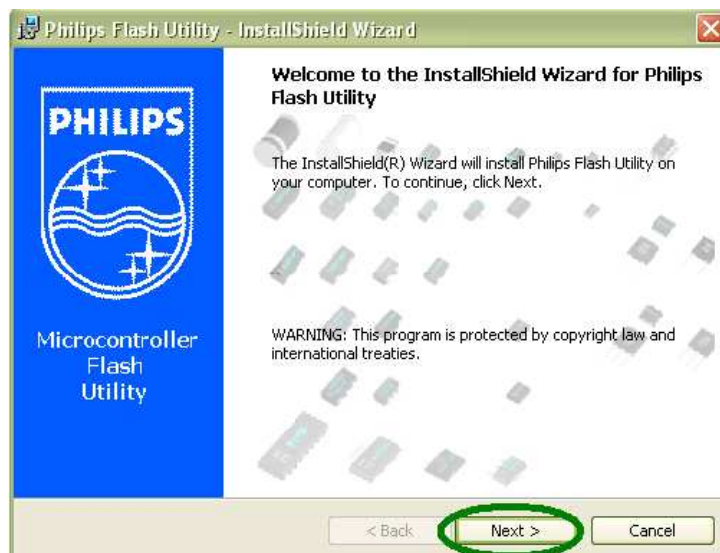 Philips Flash Utility - InstallShield Wizard
PHILIPS
Microcontroller
Flash
Utility
Welcome to the InstallShield Wizard for Philips
Flash Utility
The InstallShield(R) Wizard will install Philips Flash Utility on
your computer. To continue, click Next.
WARNING: This program is protected by copyright law and
international treaties.
< Back
Next >
Cancel